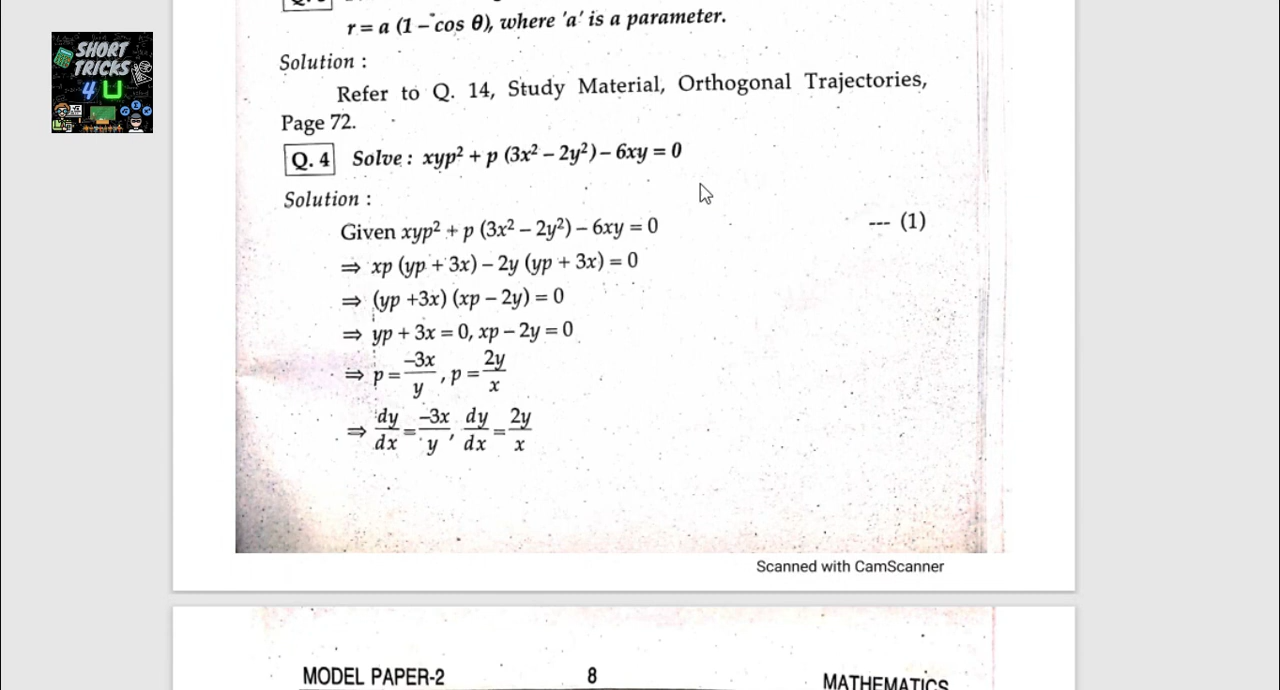 SHORT
TRICKS
4 U
r = a (1 – cos θ), where 'a' is a parameter.
Solution :
Refer to Q. 14, Study Material, Orthogonal Trajectories,
Page 72.
Q. 4 Solve : xyp² + p (3x² – 2y²) – 6xy = 0
Solution :
Given xyp² + p (3x² – 2y²) – 6xy = 0 --- (1)
⇒ xp (yp + 3x) – 2y (yp + 3x) = 0
⇒ (yp +3x) (xp – 2y) = 0
⇒ yp + 3x = 0, xp – 2y = 0
⇒ p = –3x/y , p = 2y/x
⇒ dy/dx = –3x/y , dy/dx = 2y/x
Scanned with CamScanner
MODEL PAPER-2 8 MATHEMATICS